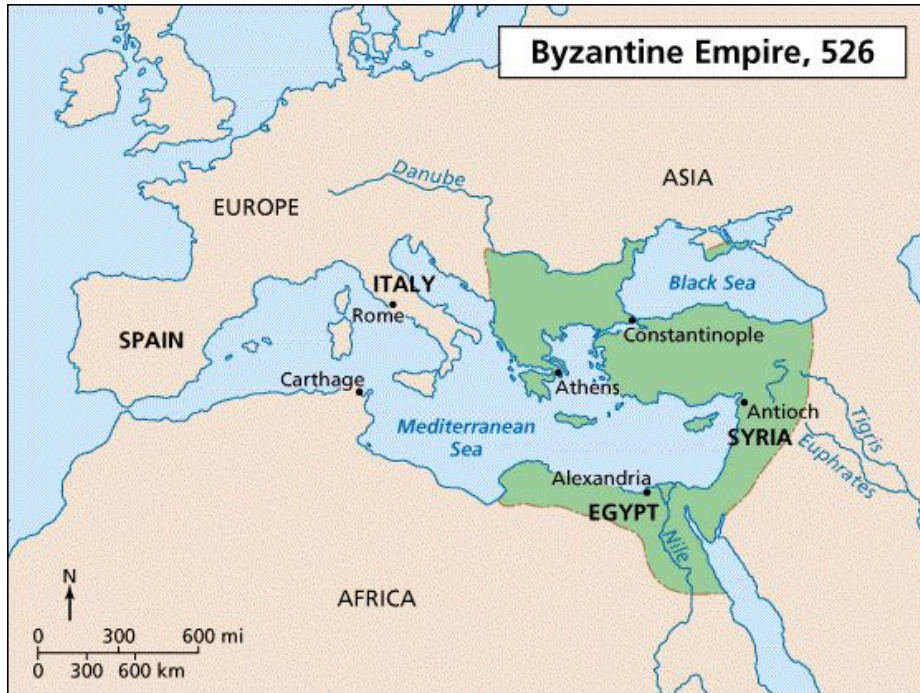 Byzantine Empire, 526
Danube
ASIA
EUROPE
Black Sea
ITALY
Rome
SPAIN
Constantinople
Carthage
Athens
Antioch
Tigris
Mediterranean
Sea
SYRIA
Euphrates
Alexandria
EGYPT
Nile
AFRICA
N
0 300 600 mi
0 300 600 km